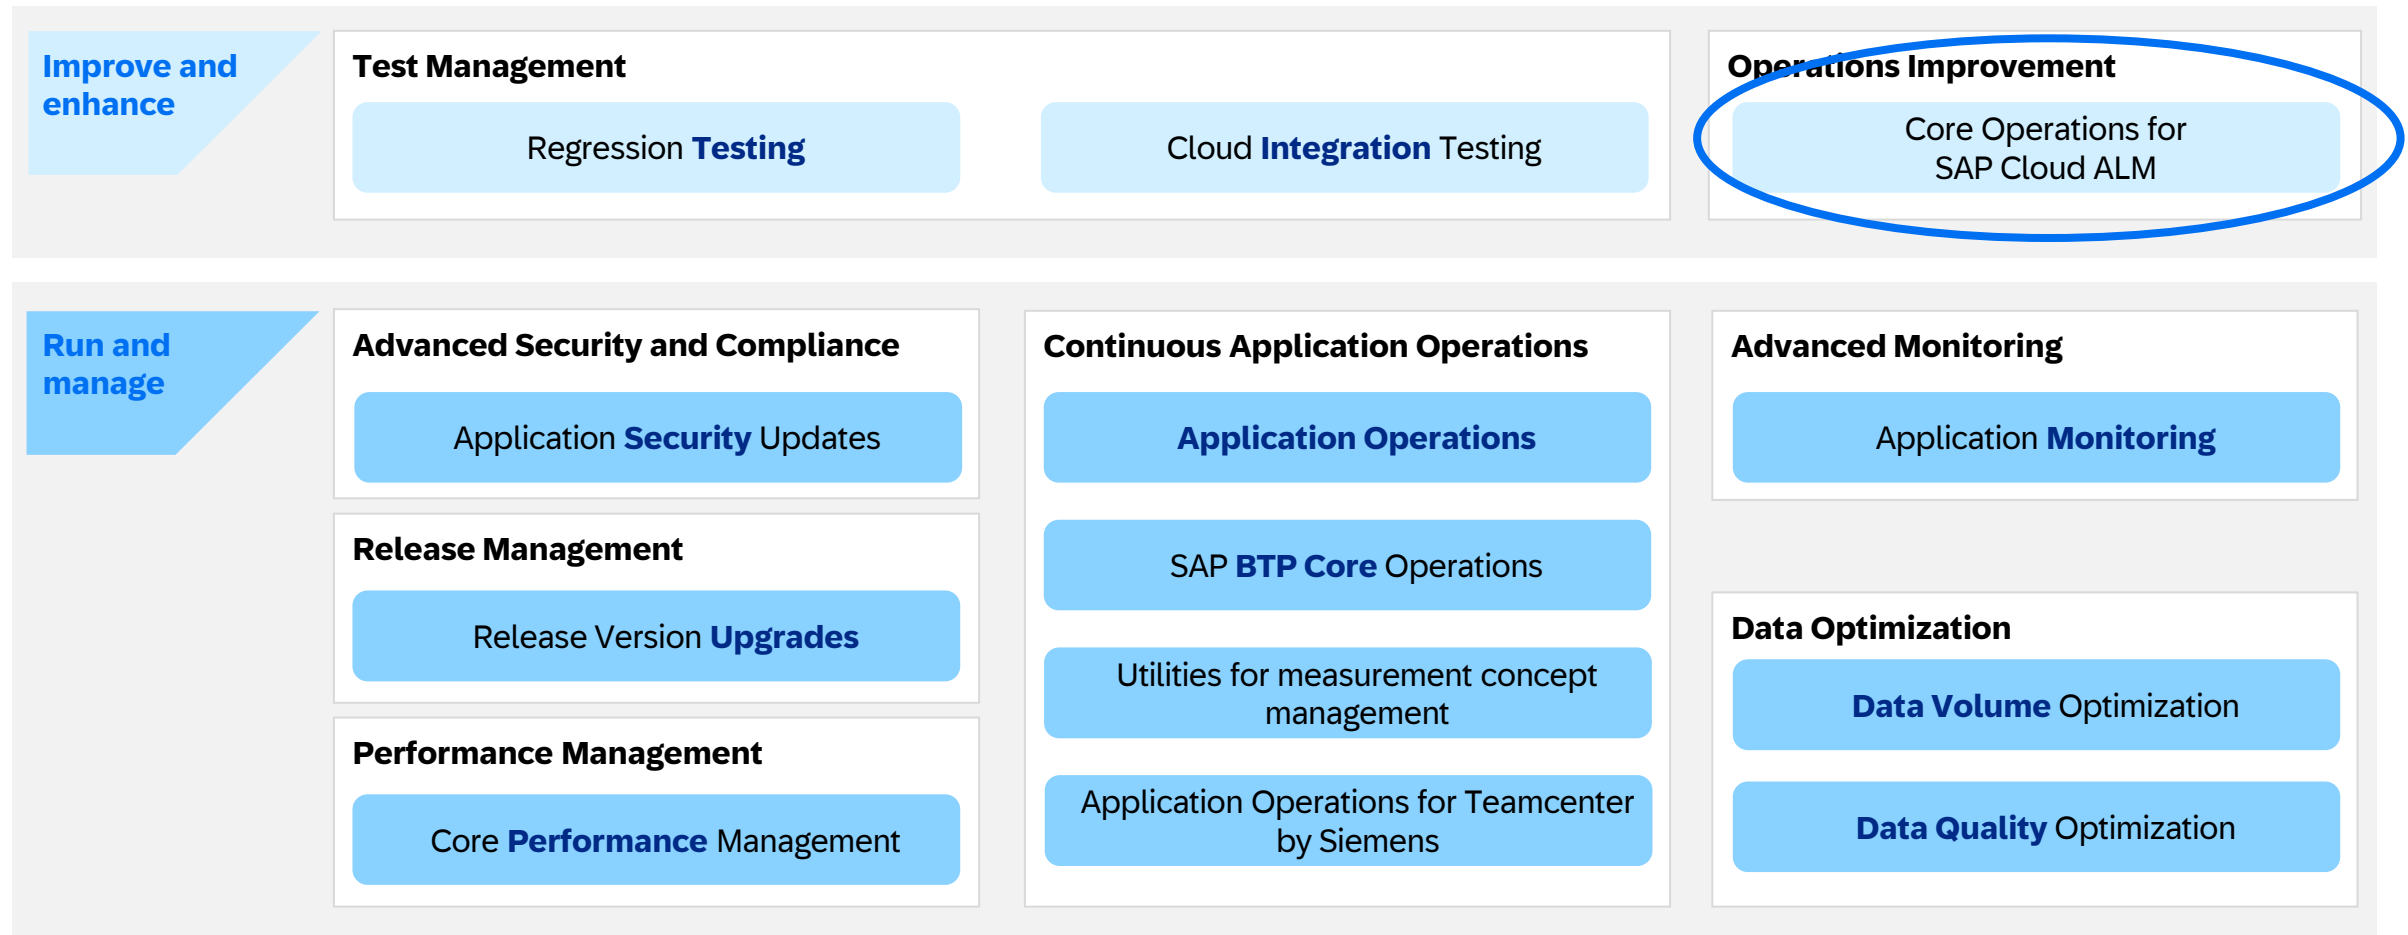 Improve and
enhance
Test Management
Regression Testing
Cloud Integration Testing
Operations Improvement
Core Operations for
SAP Cloud ALM
Run and
manage
Advanced Security and Compliance
Application Security Updates
Release Management
Release Version Upgrades
Performance Management
Core Performance Management
Continuous Application Operations
Application Operations
SAP BTP Core Operations
Utilities for measurement concept
management
Application Operations for Teamcenter
by Siemens
Advanced Monitoring
Application Monitoring
Data Optimization
Data Volume Optimization
Data Quality Optimization